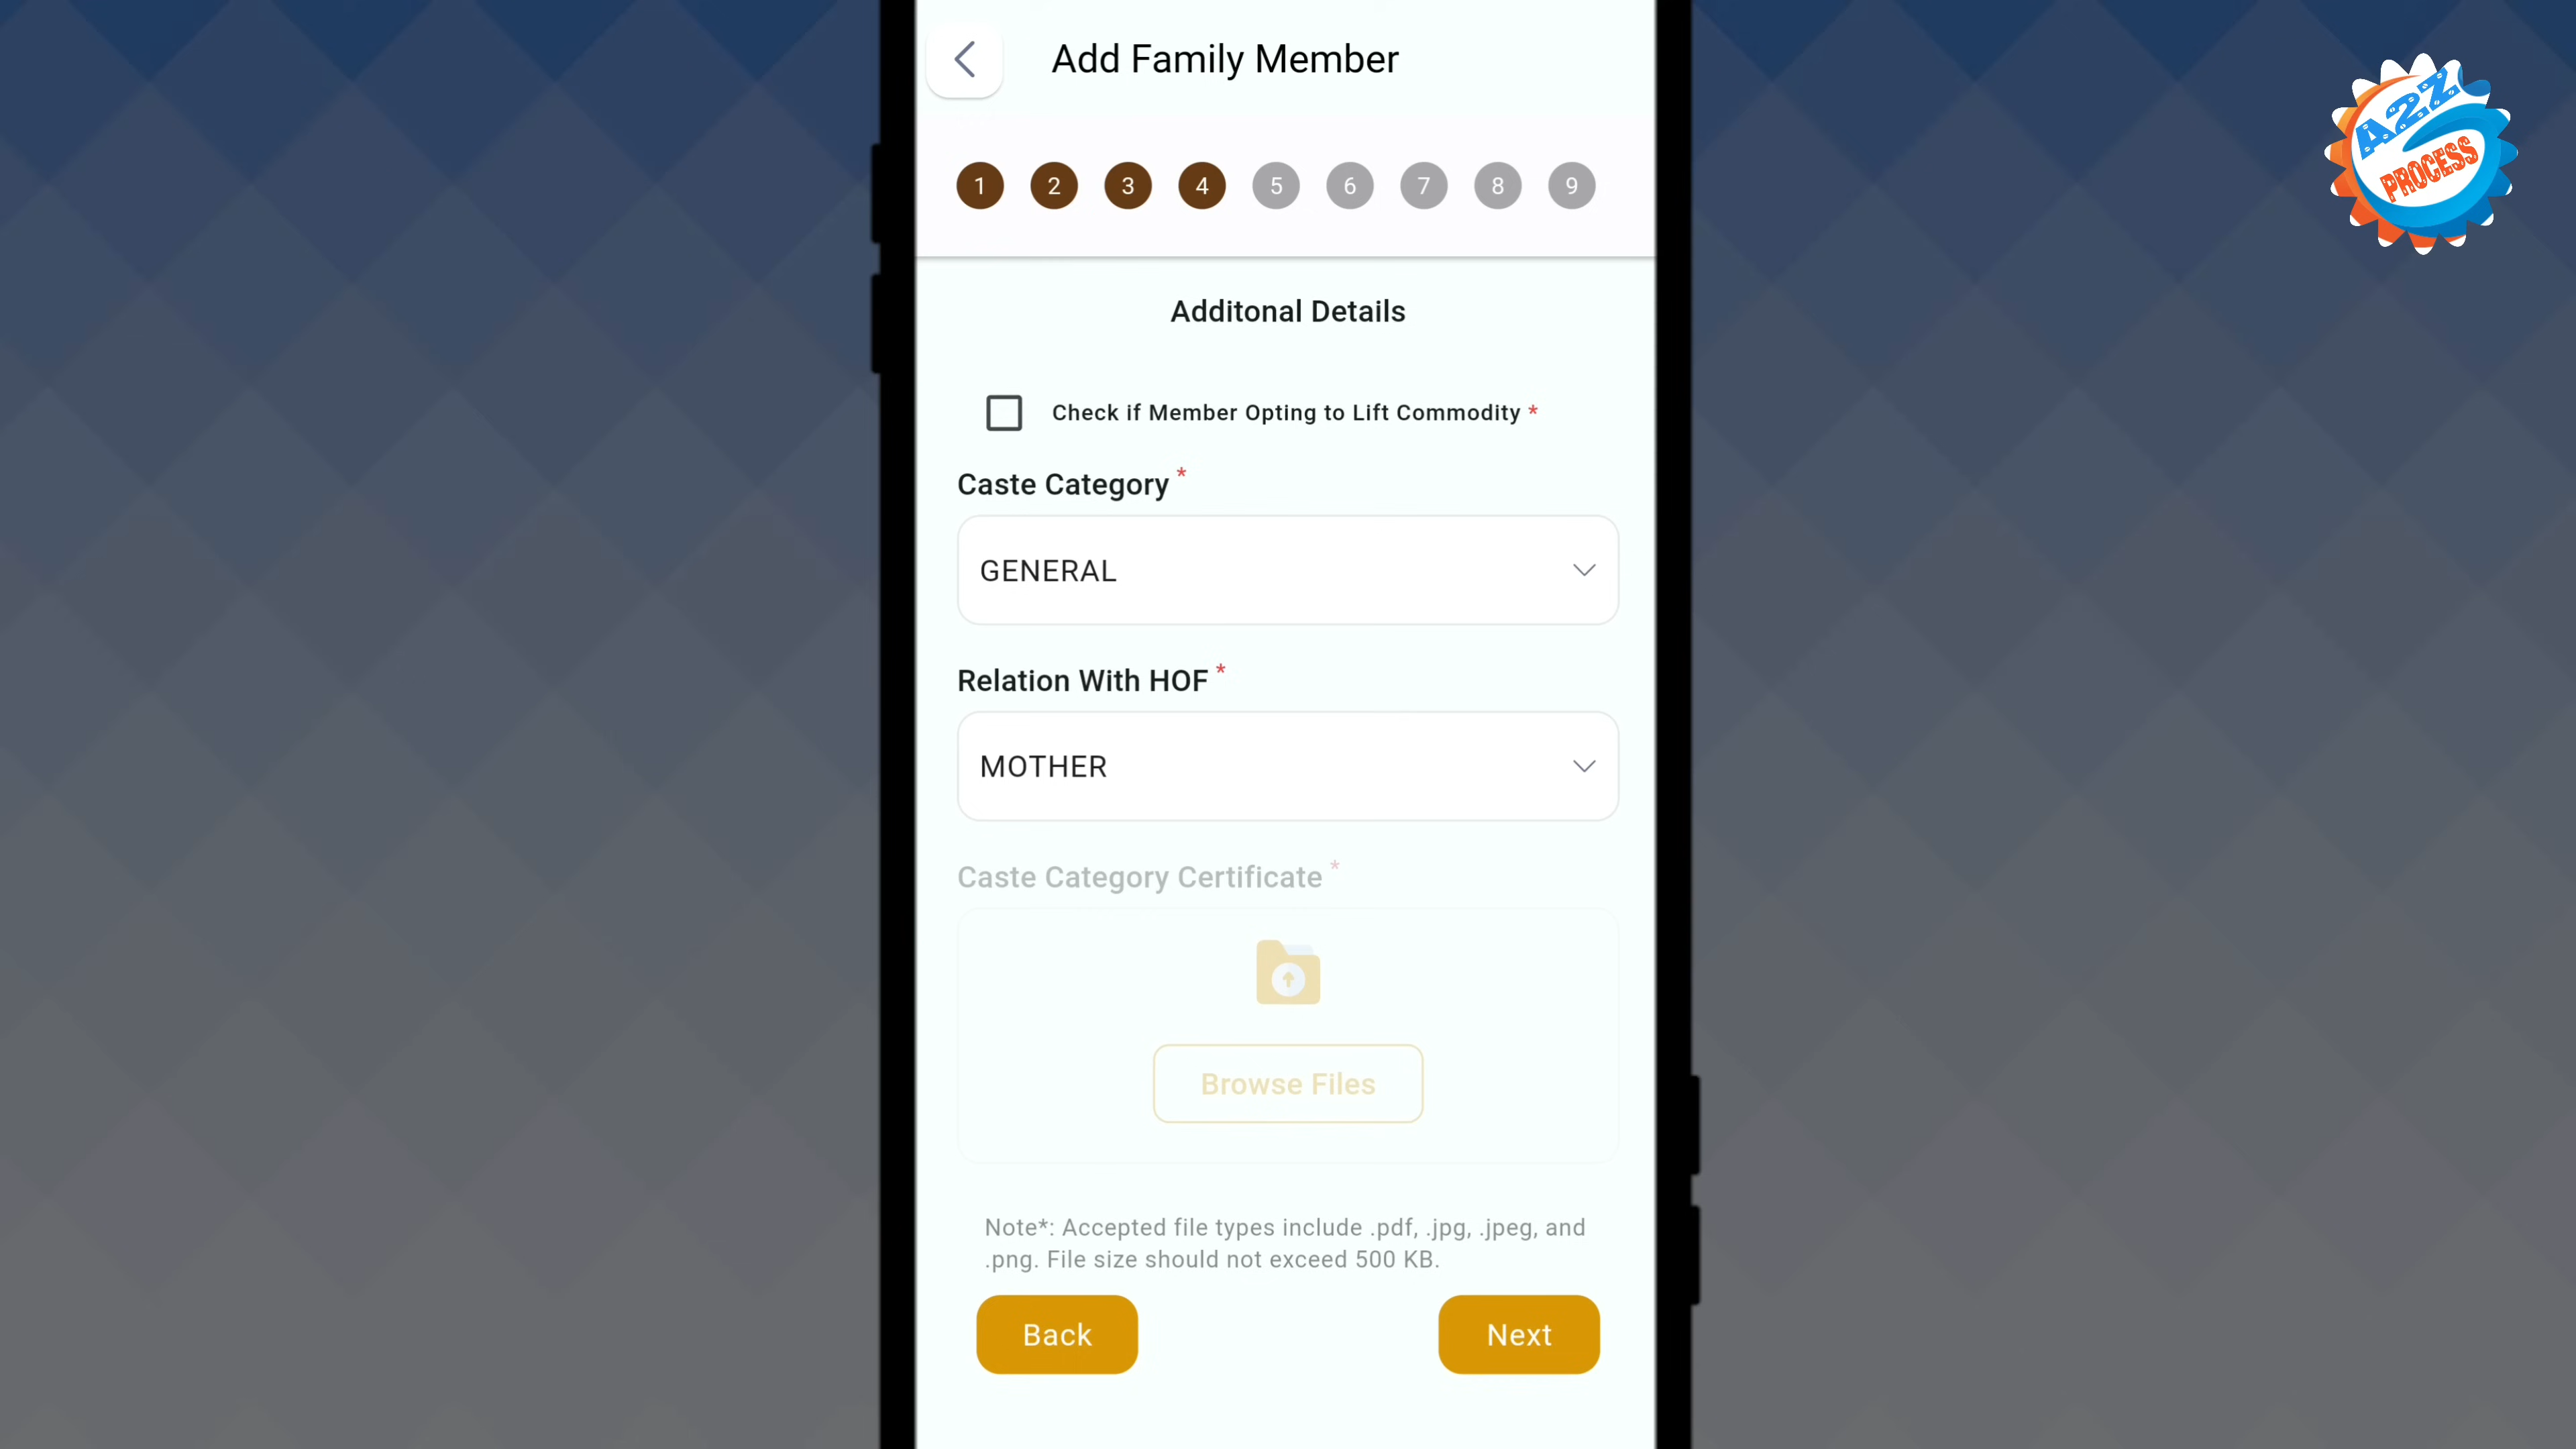 Add Family Member
A2Z
PROCESS
1 2 3 4 5 6 7 8 9
Additonal Details
Check if Member Opting to Lift Commodity *
Caste Category *
GENERAL
Relation With HOF *
MOTHER
Caste Category Certificate *
Browse Files
Note*: Accepted file types include .pdf, .jpg, .jpeg, and
.png. File size should not exceed 500 KB.
Back
Next